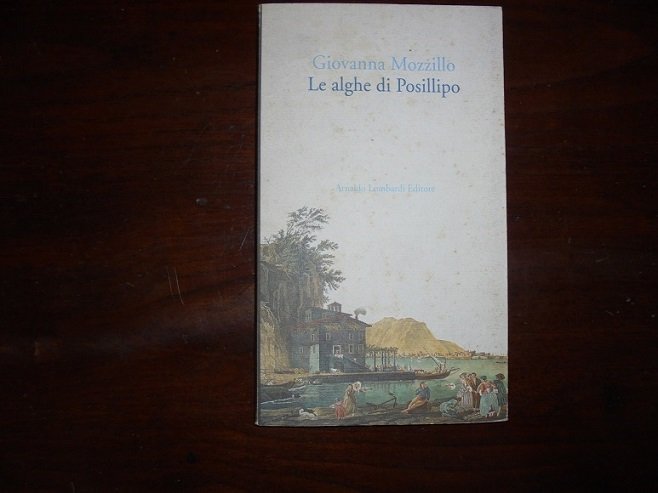 Giovanna Mozzillo
Le alghe di Posillipo
Arnaldo Lombardi Editore